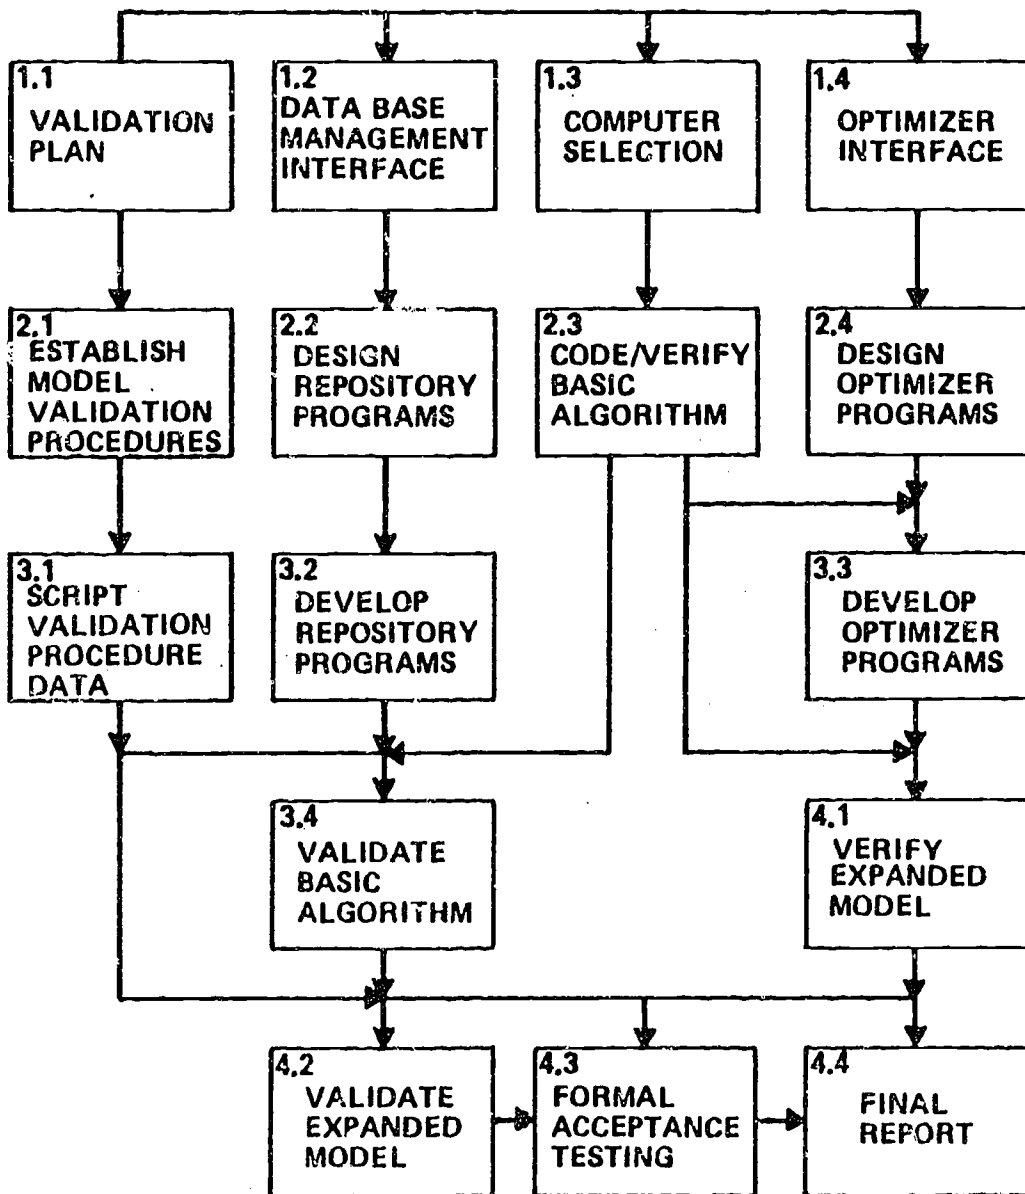 1.1
VALIDATION
PLAN
1.2
DATA BASE
MANAGEMENT
INTERFACE
1.3
COMPUTER
SELECTION
1.4
OPTIMIZER
INTERFACE
2.1
ESTABLISH
MODEL
VALIDATION
PROCEDURES
2.2
DESIGN
REPOSITORY
PROGRAMS
2.3
CODE/VERIFY
BASIC
ALGORITHM
2.4
DESIGN
OPTIMIZER
PROGRAMS
3.1
SCRIPT
VALIDATION
PROCEDURE
DATA
3.2
DEVELOP
REPOSITORY
PROGRAMS
3.3
DEVELOP
OPTIMIZER
PROGRAMS
3.4
VALIDATE
BASIC
ALGORITHM
4.1
VERIFY
EXPANDED
MODEL
4.2
VALIDATE
EXPANDED
MODEL
4.3
FORMAL
ACCEPTANCE
TESTING
4.4
FINAL
REPORT